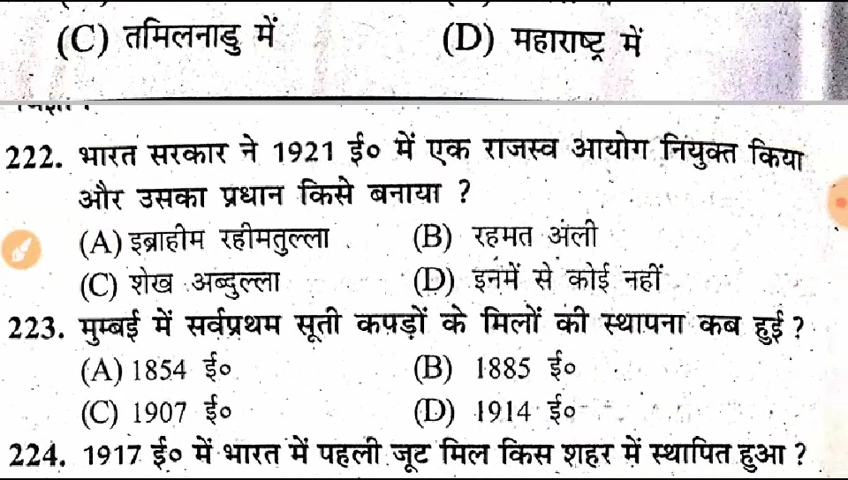 (C) तमिलनाडु में (D) महाराष्ट्र में
222. भारत सरकार ने 1921 ई० में एक राजस्व आयोग नियुक्त किया
और उसका प्रधान किसे बनाया ?
(A) इब्राहीम रहीमतुल्ला (B) रहमत अली
(C) शेख अब्दुल्ला (D) इनमें से कोई नहीं
223. मुम्बई में सर्वप्रथम सूती कपड़ों के मिलों की स्थापना कब हुई ?
(A) 1854 ई० (B) 1885 ई०
(C) 1907 ई० (D) 1914 ई०
224. 1917 ई० में भारत में पहली जूट मिल किस शहर में स्थापित हुआ ?